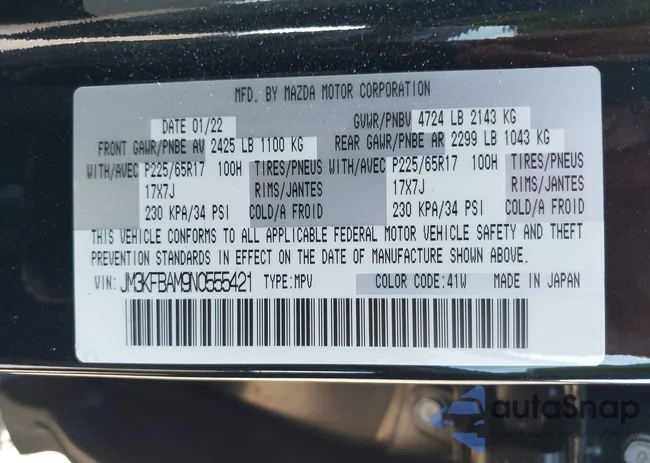 MFD. BY MAZDA MOTOR CORPORATION
DATE 01/22 GVWR/PNBV 4724 LB 2143 KG
FRONT GAWR/PNBE AV 2425 LB 1100 KG REAR GAWR/PNBE AR 2299 LB 1043 KG
WITH/AVEC P225/65R17 100H TIRES/PNEUS WITH/AVEC P225/65R17 100H TIRES/PNEUS
17X7J RIMS/JANTES 17X7J RIMS/JANTES
230 KPA/34 PSI COLD/A FROID 230 KPA/34 PSI COLD/A FROID
THIS VEHICLE CONFORMS TO ALL APPLICABLE FEDERAL MOTOR VEHICLE SAFETY AND THEFT
PREVENTION STANDARDS IN EFFECT ON THE DATE OF MANUFACTURE SHOWN ABOVE.
VIN: JM3KFBAM9N0555421 TYPE:MPV COLOR CODE:41W MADE IN JAPAN
autoSnap